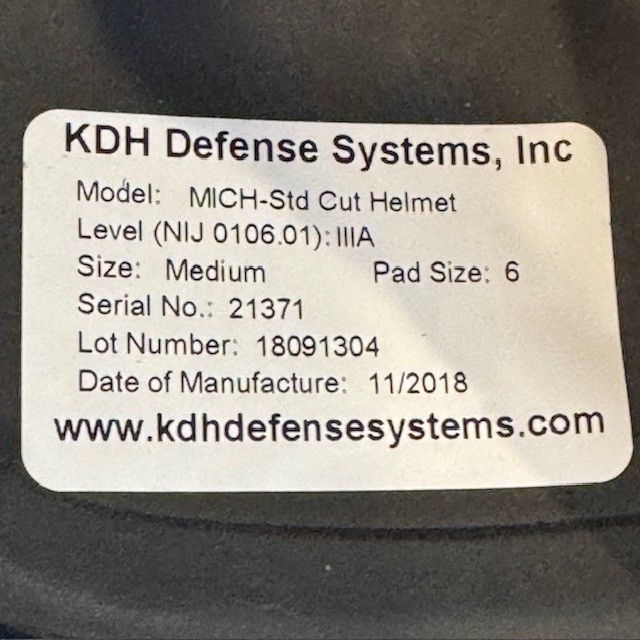 KDH Defense Systems, Inc
Model: MICH-Std Cut Helmet
Level (NIJ 0106.01): IIIA
Size: Medium Pad Size: 6
Serial No.: 21371
Lot Number: 18091304
Date of Manufacture: 11/2018
www.kdhdefensesystems.com